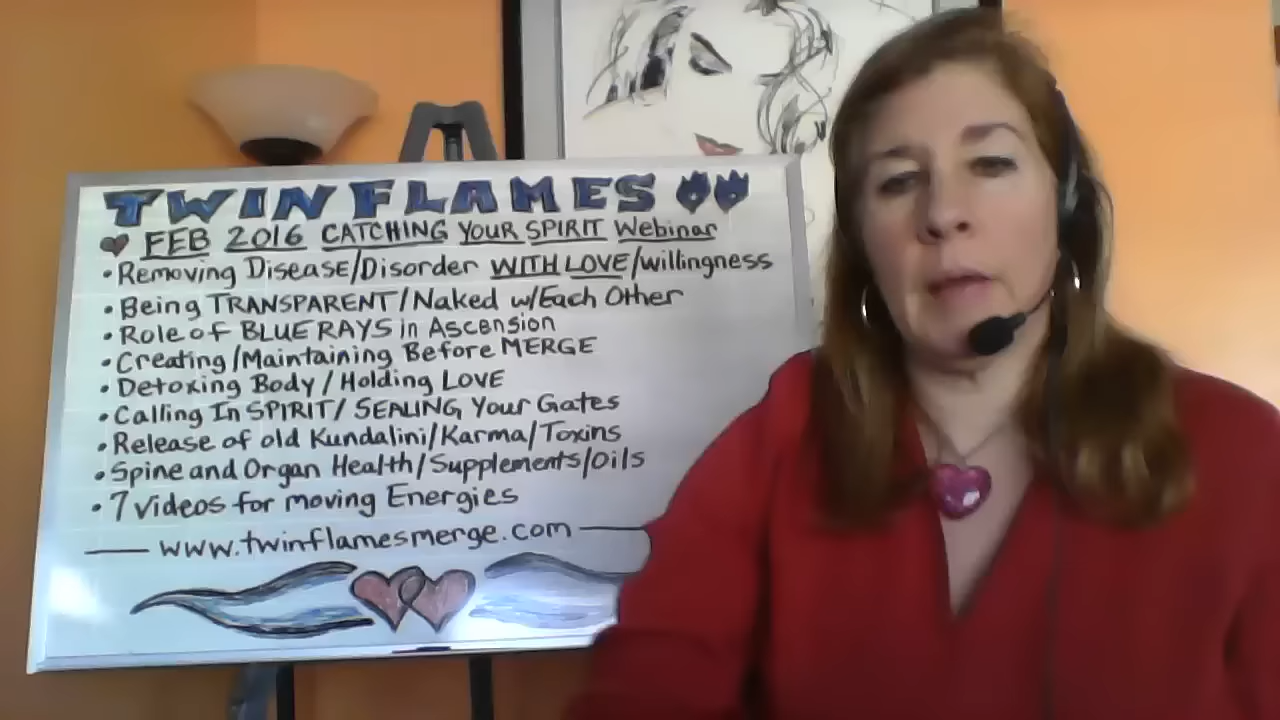 TWIN FLAMES
FEB 2016 CATCHING YOUR SPIRIT Webinar
• Removing Disease/Disorder WITH LOVE/willingness
• Being TRANSPARENT/Naked w/Each Other
• Role of BLUE RAYS in Ascension
• Creating/Maintaining Before MERGE
• Detoxing Body/Holding LOVE
• Calling In SPIRIT/SEALING Your Gates
• Release of old Kundalini/Karma/Toxins
• Spine and Organ Health/Supplements/Oils
• 7 Videos for moving Energies
www.twinflamesmerge.com